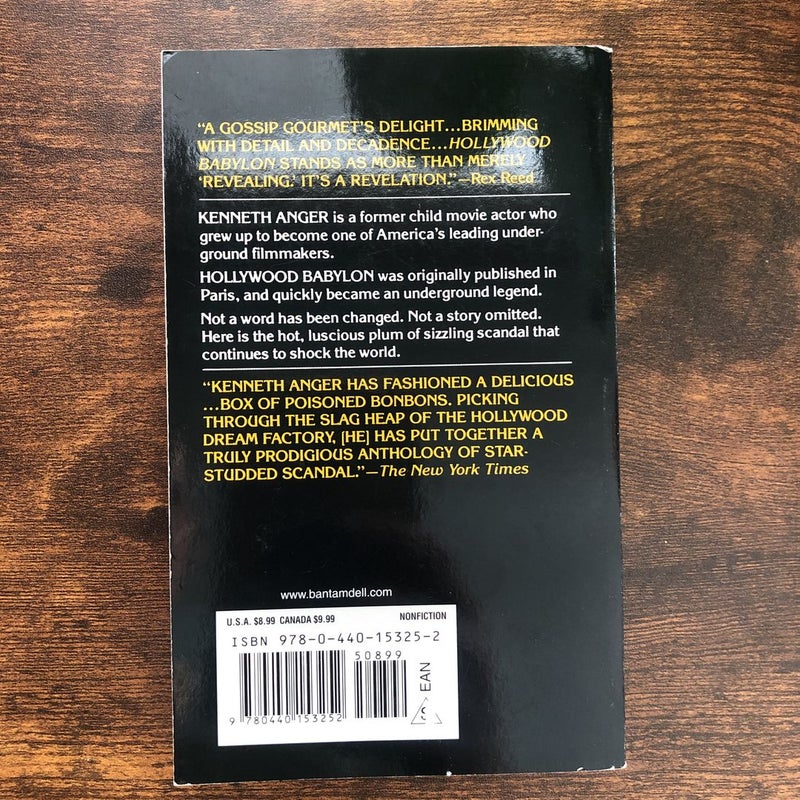 “A GOSSIP GOURMET’S DELIGHT...BRIMMING
WITH DETAIL AND DECADENCE...HOLLYWOOD
BABYLON STANDS AS MORE THAN MERELY
‘REVEALING.’ IT’S A REVELATION.”—Rex Reed
KENNETH ANGER is a former child movie actor who
grew up to become one of America’s leading under-
ground filmmakers.
HOLLYWOOD BABYLON was originally published in
Paris, and quickly became an underground legend.
Not a word has been changed. Not a story omitted.
Here is the hot, luscious plum of sizzling scandal that
continues to shock the world.
“KENNETH ANGER HAS FASHIONED A DELICIOUS
...BOX OF POISONED BONBONS. PICKING
THROUGH THE SLAG HEAP OF THE HOLLYWOOD
DREAM FACTORY, [HE] HAS PUT TOGETHER A
TRULY PRODIGIOUS ANTHOLOGY OF STAR-
STUDDED SCANDAL.”—The New York Times
www.bantamdell.com
U.S.A. $8.99 CANADA $9.99 NONFICTION
ISBN 978-0-440-15325-2
50899
9 780440 153252
S EAN